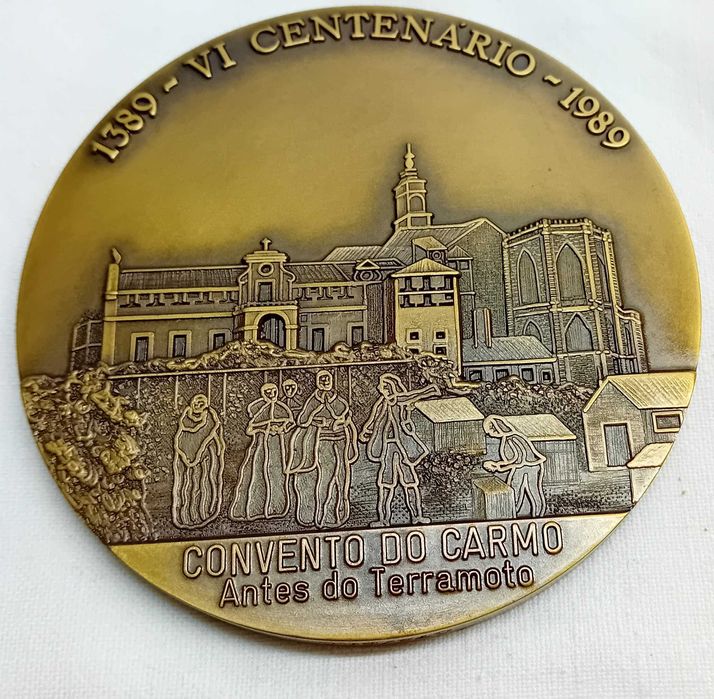 1389 ~ VI CENTENÁRIO ~ 1989
CONVENTO DO CARMO
Antes do Terramoto